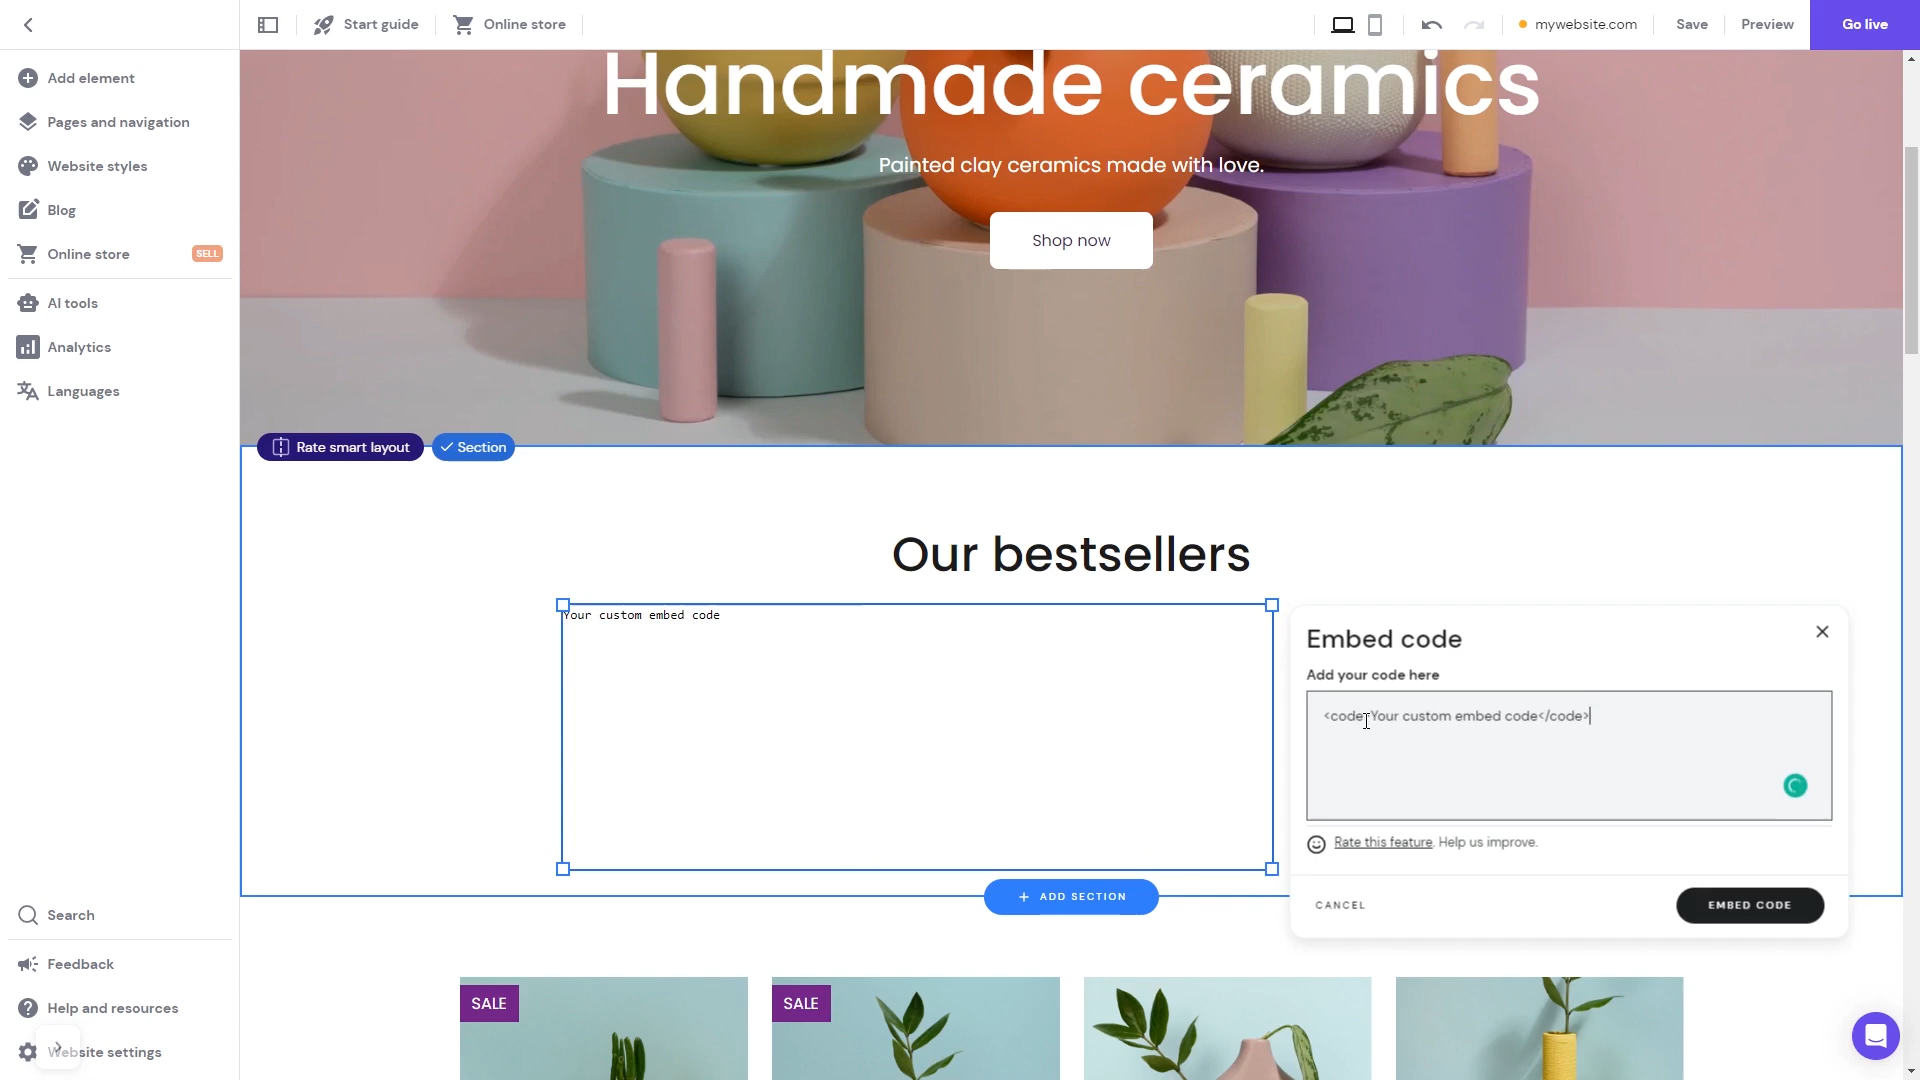 Start guide
Online store
mywebsite.com
Save
Preview
Go live
Add element
Pages and navigation
Website styles
Blog
Online store
SELL
AI tools
Analytics
Languages
Search
Feedback
Help and resources
Website settings
Handmade ceramics
Painted clay ceramics made with love.
Shop now
Rate smart layout
Section
Our bestsellers
Your custom embed code
Embed code
Add your code here
<code>Your custom embed code</code>
Rate this feature. Help us improve.
CANCEL
EMBED CODE
+ ADD SECTION
SALE
SALE